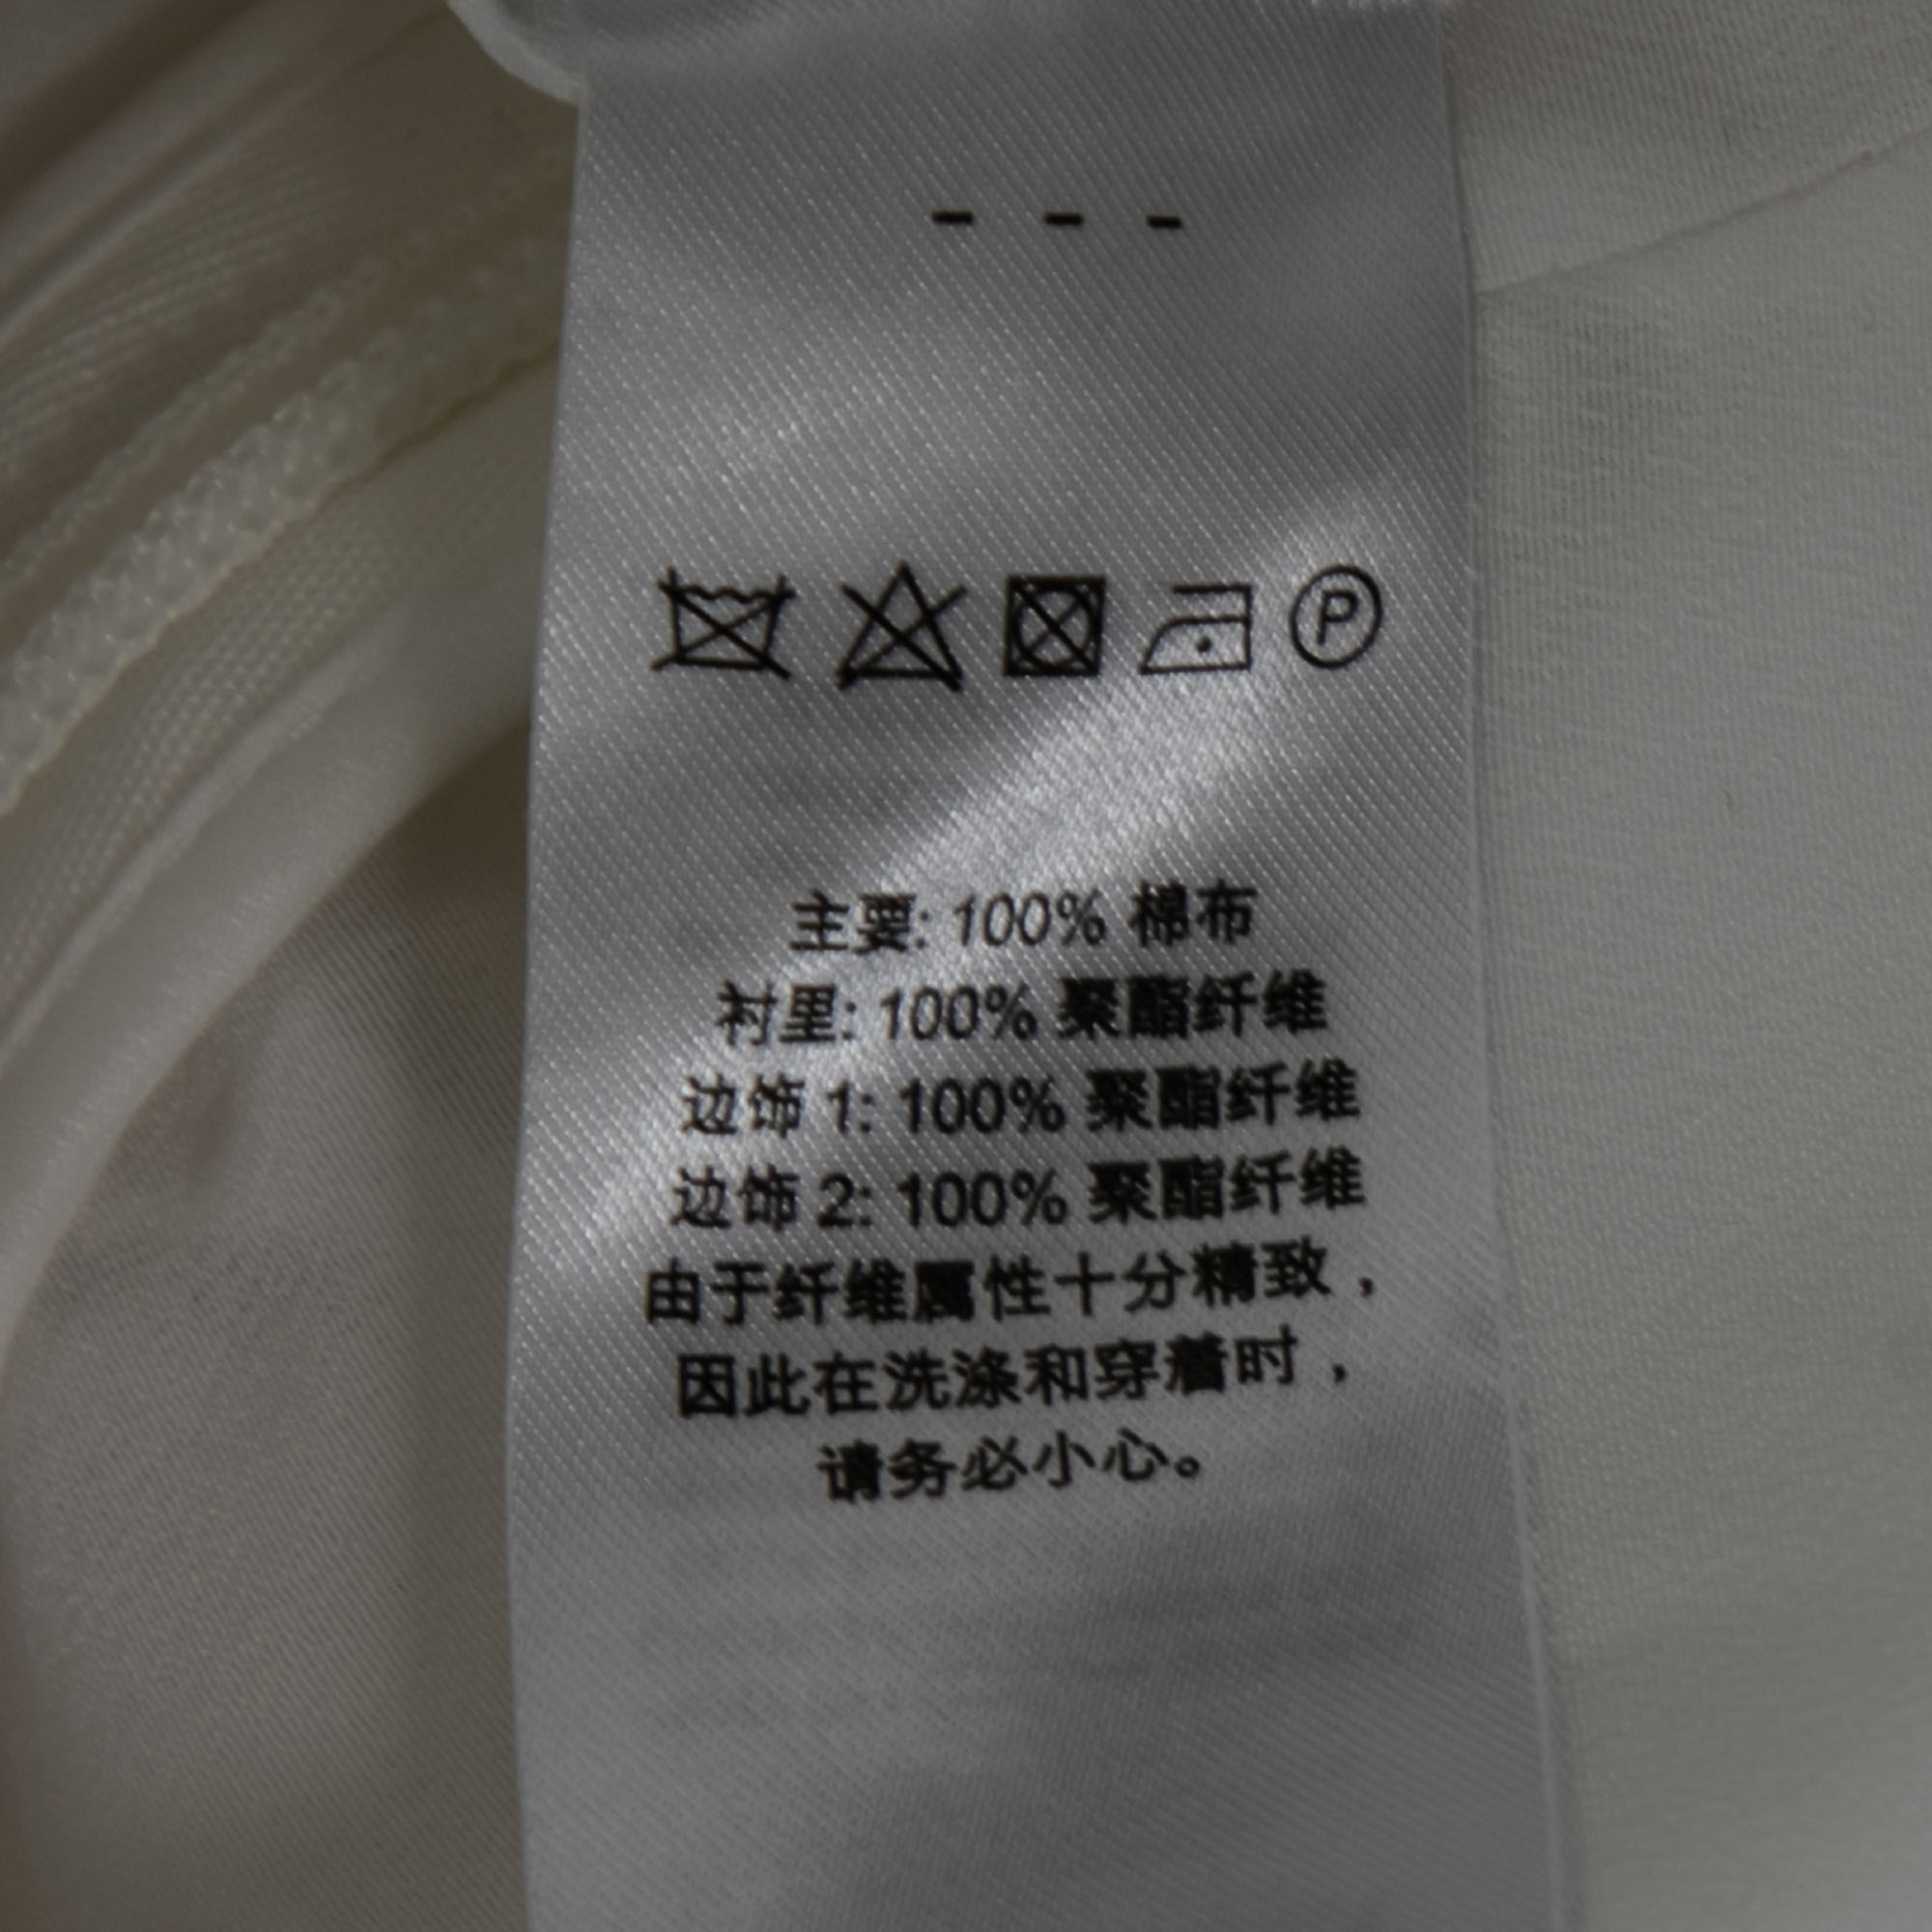 - - -
P
主要: 100% 棉布
衬里: 100% 聚酯纤维
边饰 1: 100% 聚酯纤维
边饰 2: 100% 聚酯纤维
由于纤维属性十分精致，
因此在洗涤和穿着时，
请务必小心。